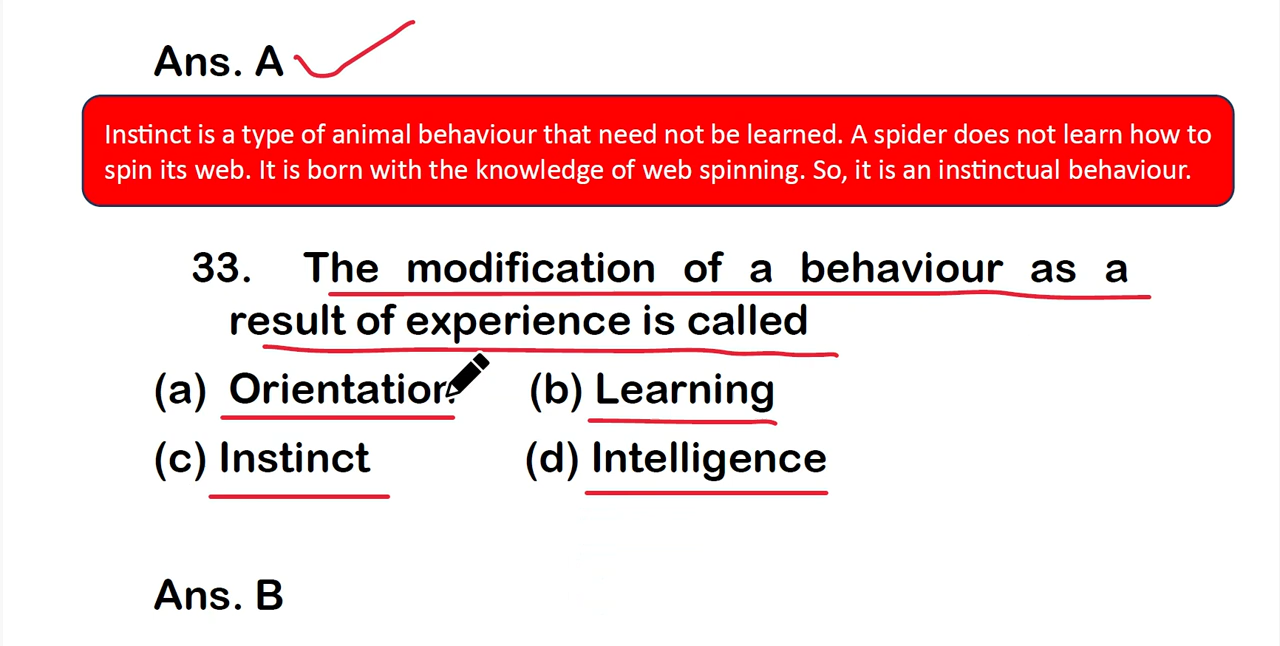 Ans. A
Instinct is a type of animal behaviour that need not be learned. A spider does not learn how to
spin its web. It is born with the knowledge of web spinning. So, it is an instinctual behaviour.
33. The modification of a behaviour as a
result of experience is called
(a) Orientation (b) Learning
(c) Instinct (d) Intelligence
Ans. B